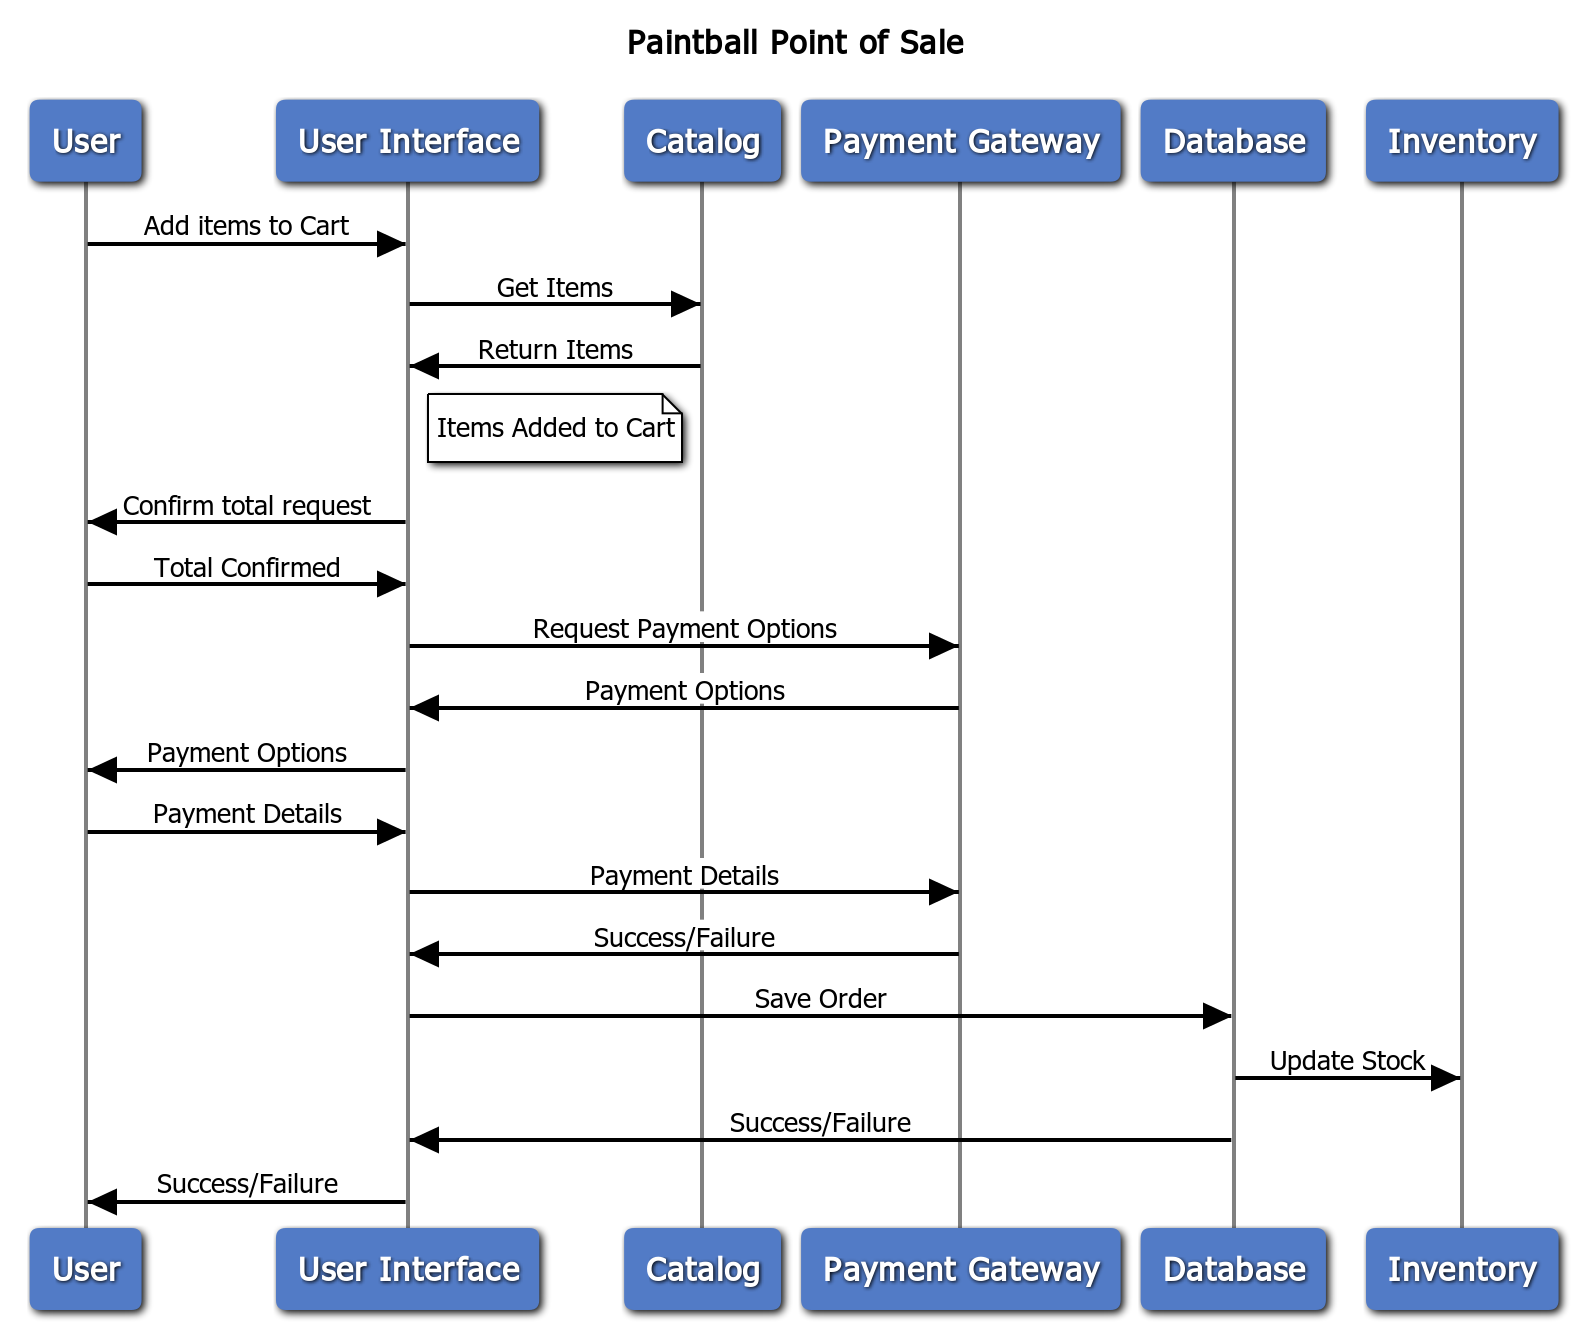 Paintball Point of Sale
User
User Interface
Catalog
Payment Gateway
Database
Inventory
Add items to Cart
Get Items
Return Items
Items Added to Cart
Confirm total request
Total Confirmed
Request Payment Options
Payment Options
Payment Options
Payment Details
Payment Details
Success/Failure
Save Order
Update Stock
Success/Failure
Success/Failure
User
User Interface
Catalog
Payment Gateway
Database
Inventory